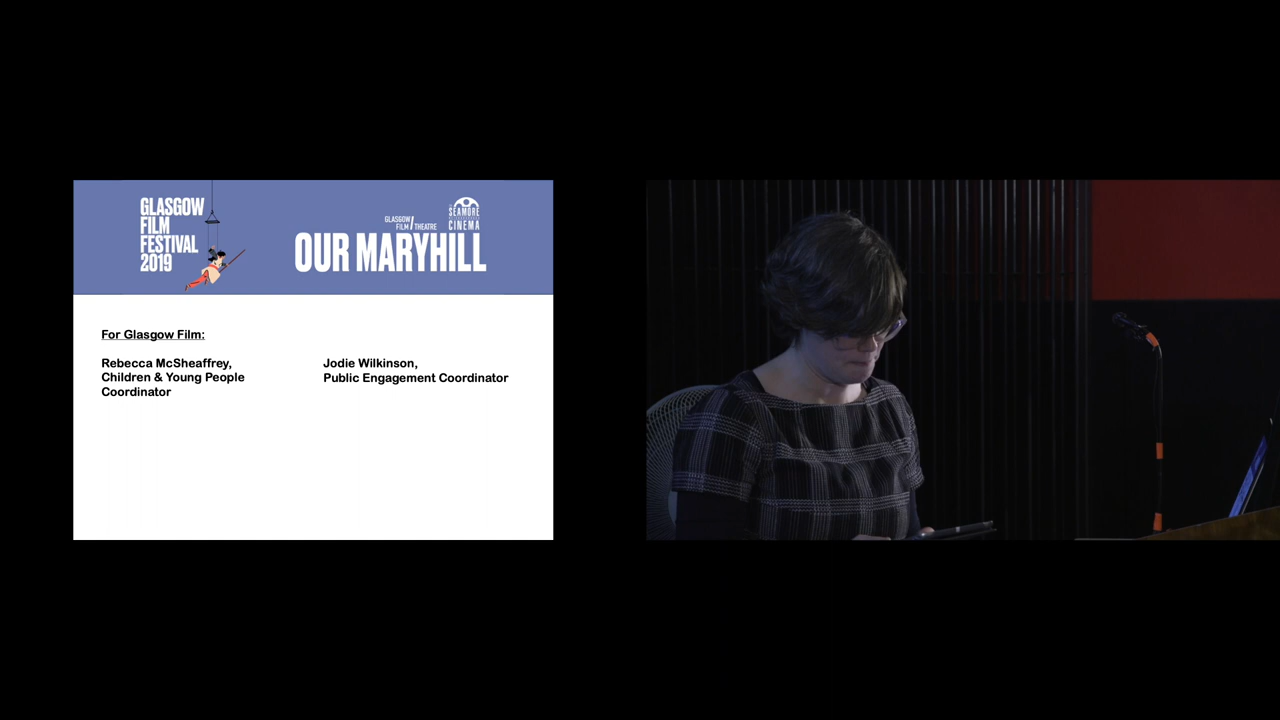 GLASGOW
FILM
FESTIVAL
2019
GLASGOW
FILM THEATRE
SEAMORE
CINEMA
OUR MARYHILL
For Glasgow Film:
Rebecca McSheaffrey,
Children & Young People
Coordinator
Jodie Wilkinson,
Public Engagement Coordinator